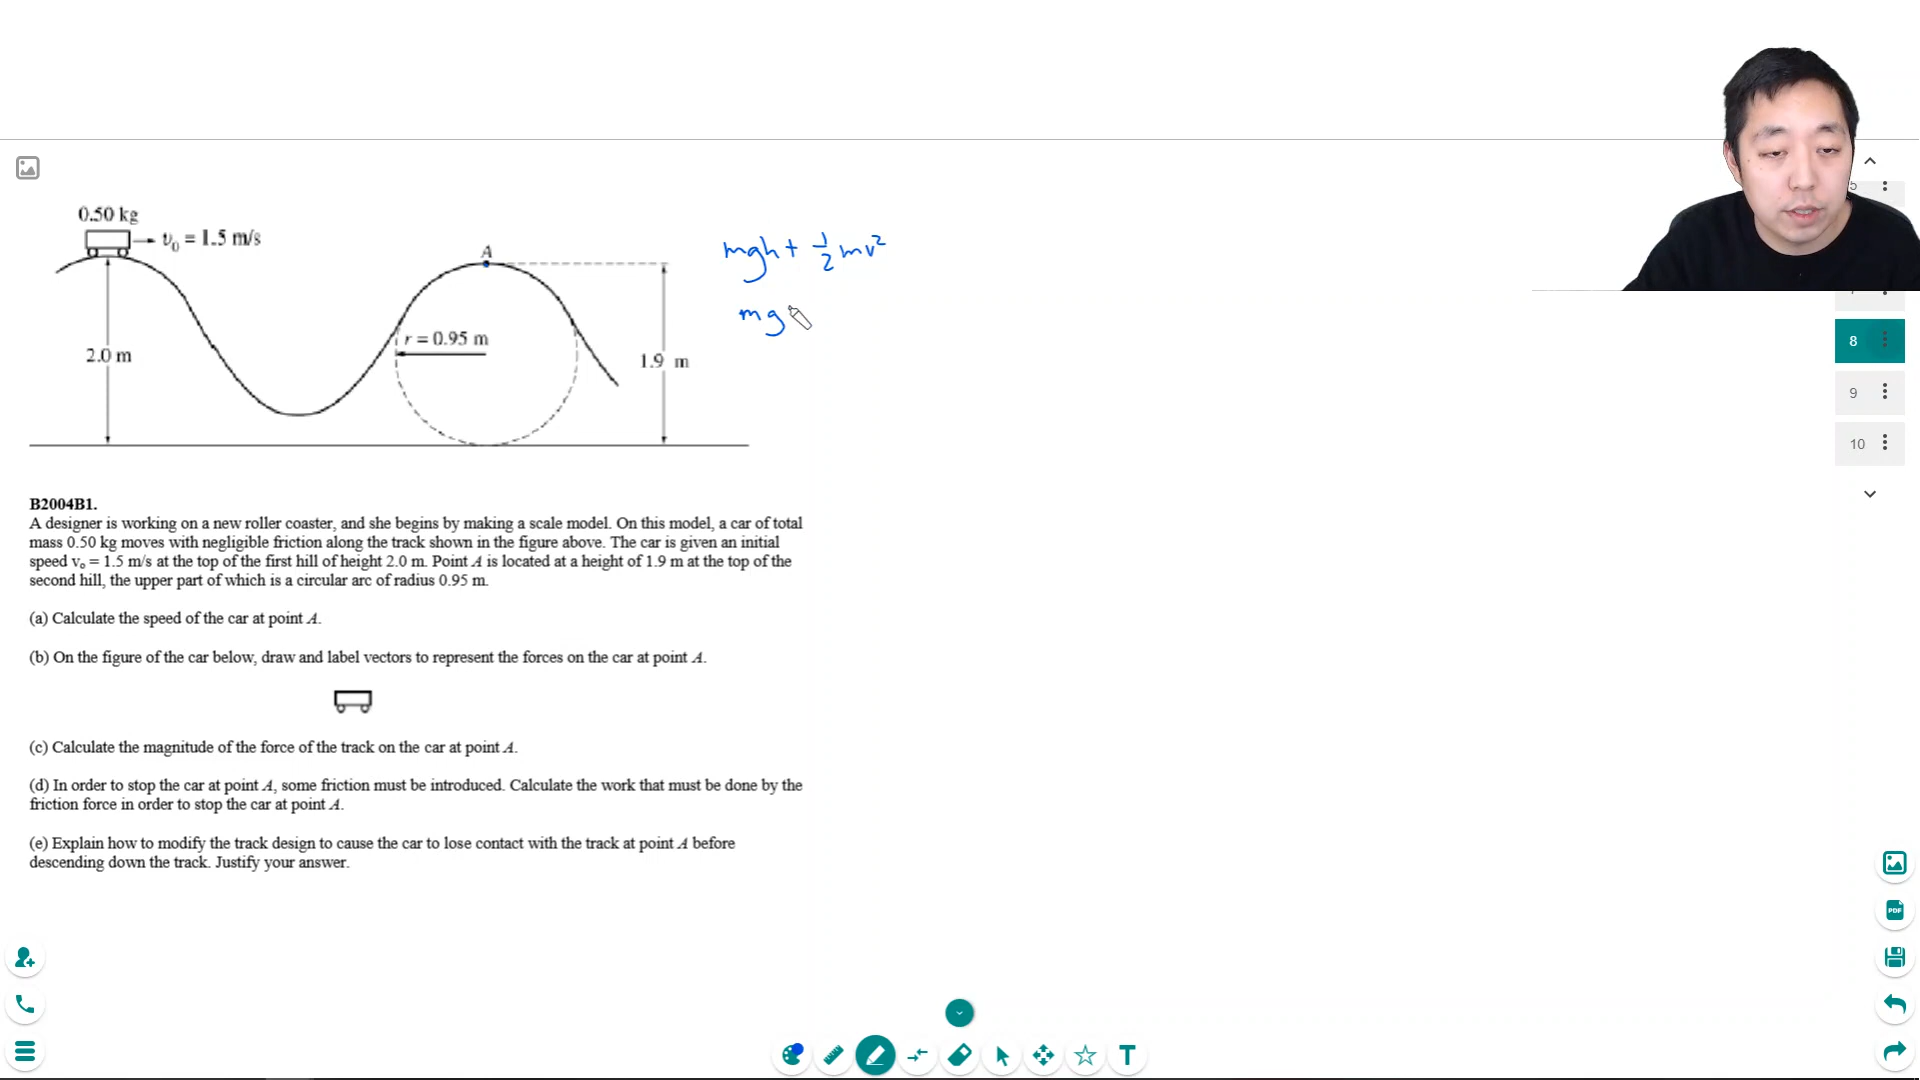 0.50 kg
v₀ = 1.5 m/s
A
r = 0.95 m
2.0 m
1.9 m
mgh + 1/2 mv²
mg
B2004B1.
A designer is working on a new roller coaster, and she begins by making a scale model. On this model, a car of total
mass 0.50 kg moves with negligible friction along the track shown in the figure above. The car is given an initial
speed vₒ = 1.5 m/s at the top of the first hill of height 2.0 m. Point A is located at a height of 1.9 m at the top of the
second hill, the upper part of which is a circular arc of radius 0.95 m.
(a) Calculate the speed of the car at point A.
(b) On the figure of the car below, draw and label vectors to represent the forces on the car at point A.
(c) Calculate the magnitude of the force of the track on the car at point A.
(d) In order to stop the car at point A, some friction must be introduced. Calculate the work that must be done by the
friction force in order to stop the car at point A.
(e) Explain how to modify the track design to cause the car to lose contact with the track at point A before
descending down the track. Justify your answer.
5
8
9
10
PDF
T